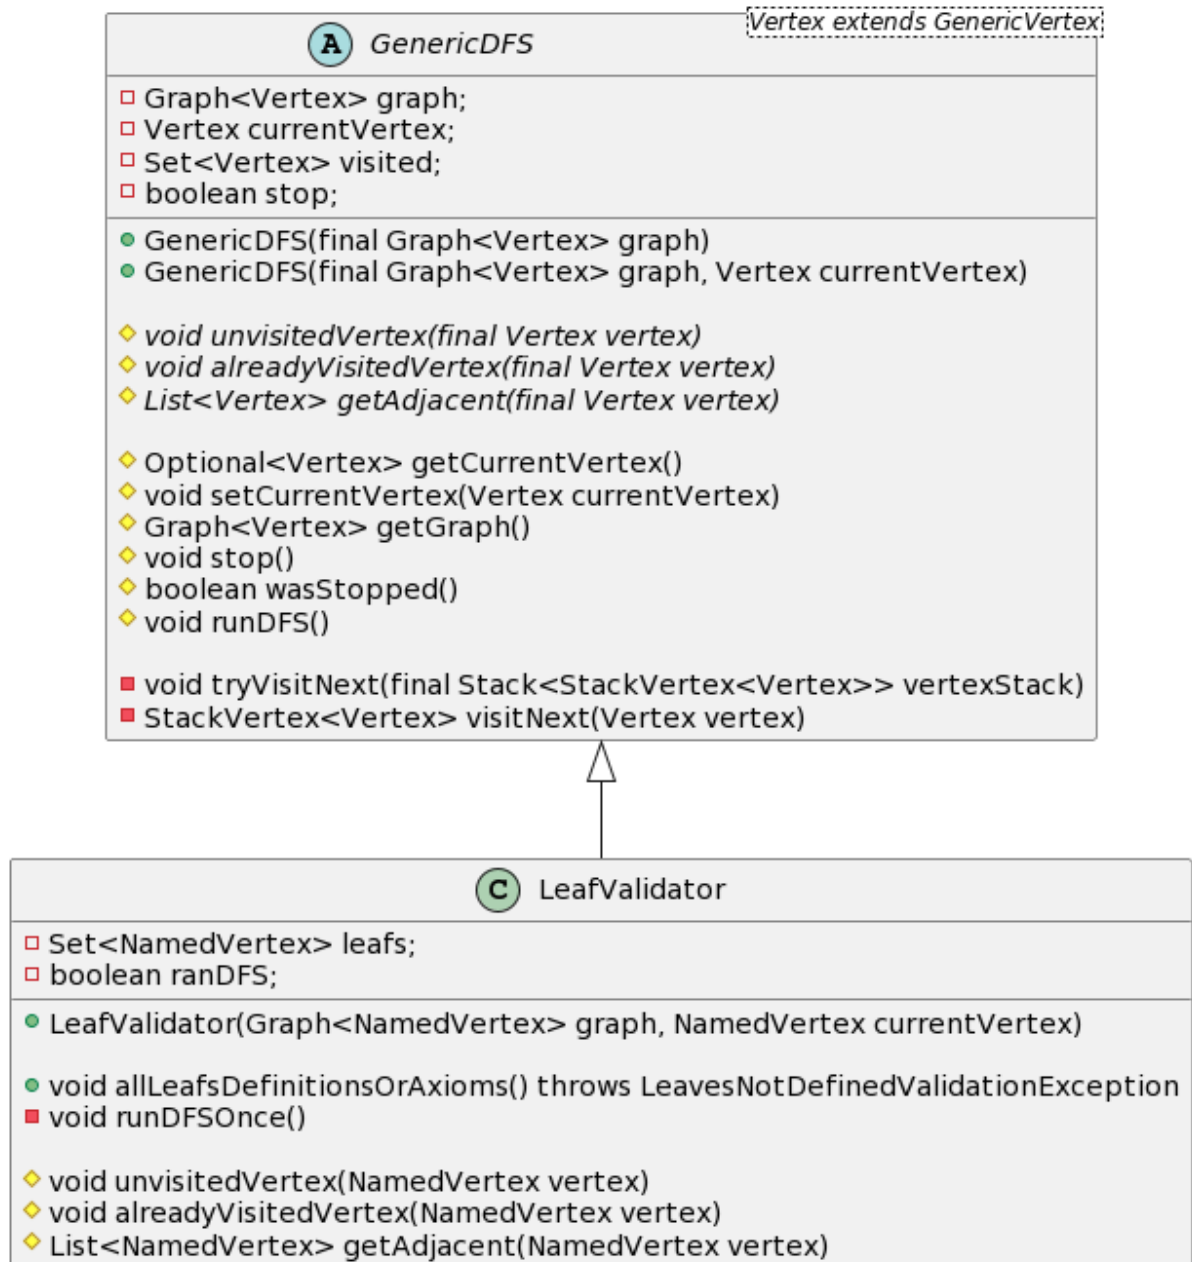 Vertex extends GenericVertex
A GenericDFS
Graph<Vertex> graph;
Vertex currentVertex;
Set<Vertex> visited;
boolean stop;
GenericDFS(final Graph<Vertex> graph)
GenericDFS(final Graph<Vertex> graph, Vertex currentVertex)
void unvisitedVertex(final Vertex vertex)
void alreadyVisitedVertex(final Vertex vertex)
List<Vertex> getAdjacent(final Vertex vertex)
Optional<Vertex> getCurrentVertex()
void setCurrentVertex(Vertex currentVertex)
Graph<Vertex> getGraph()
void stop()
boolean wasStopped()
void runDFS()
void tryVisitNext(final Stack<StackVertex<Vertex>> vertexStack)
StackVertex<Vertex> visitNext(Vertex vertex)
C LeafValidator
Set<NamedVertex> leafs;
boolean ranDFS;
LeafValidator(Graph<NamedVertex> graph, NamedVertex currentVertex)
void allLeafsDefinitionsOrAxioms() throws LeavesNotDefinedValidationException
void runDFSOnce()
void unvisitedVertex(NamedVertex vertex)
void alreadyVisitedVertex(NamedVertex vertex)
List<NamedVertex> getAdjacent(NamedVertex vertex)